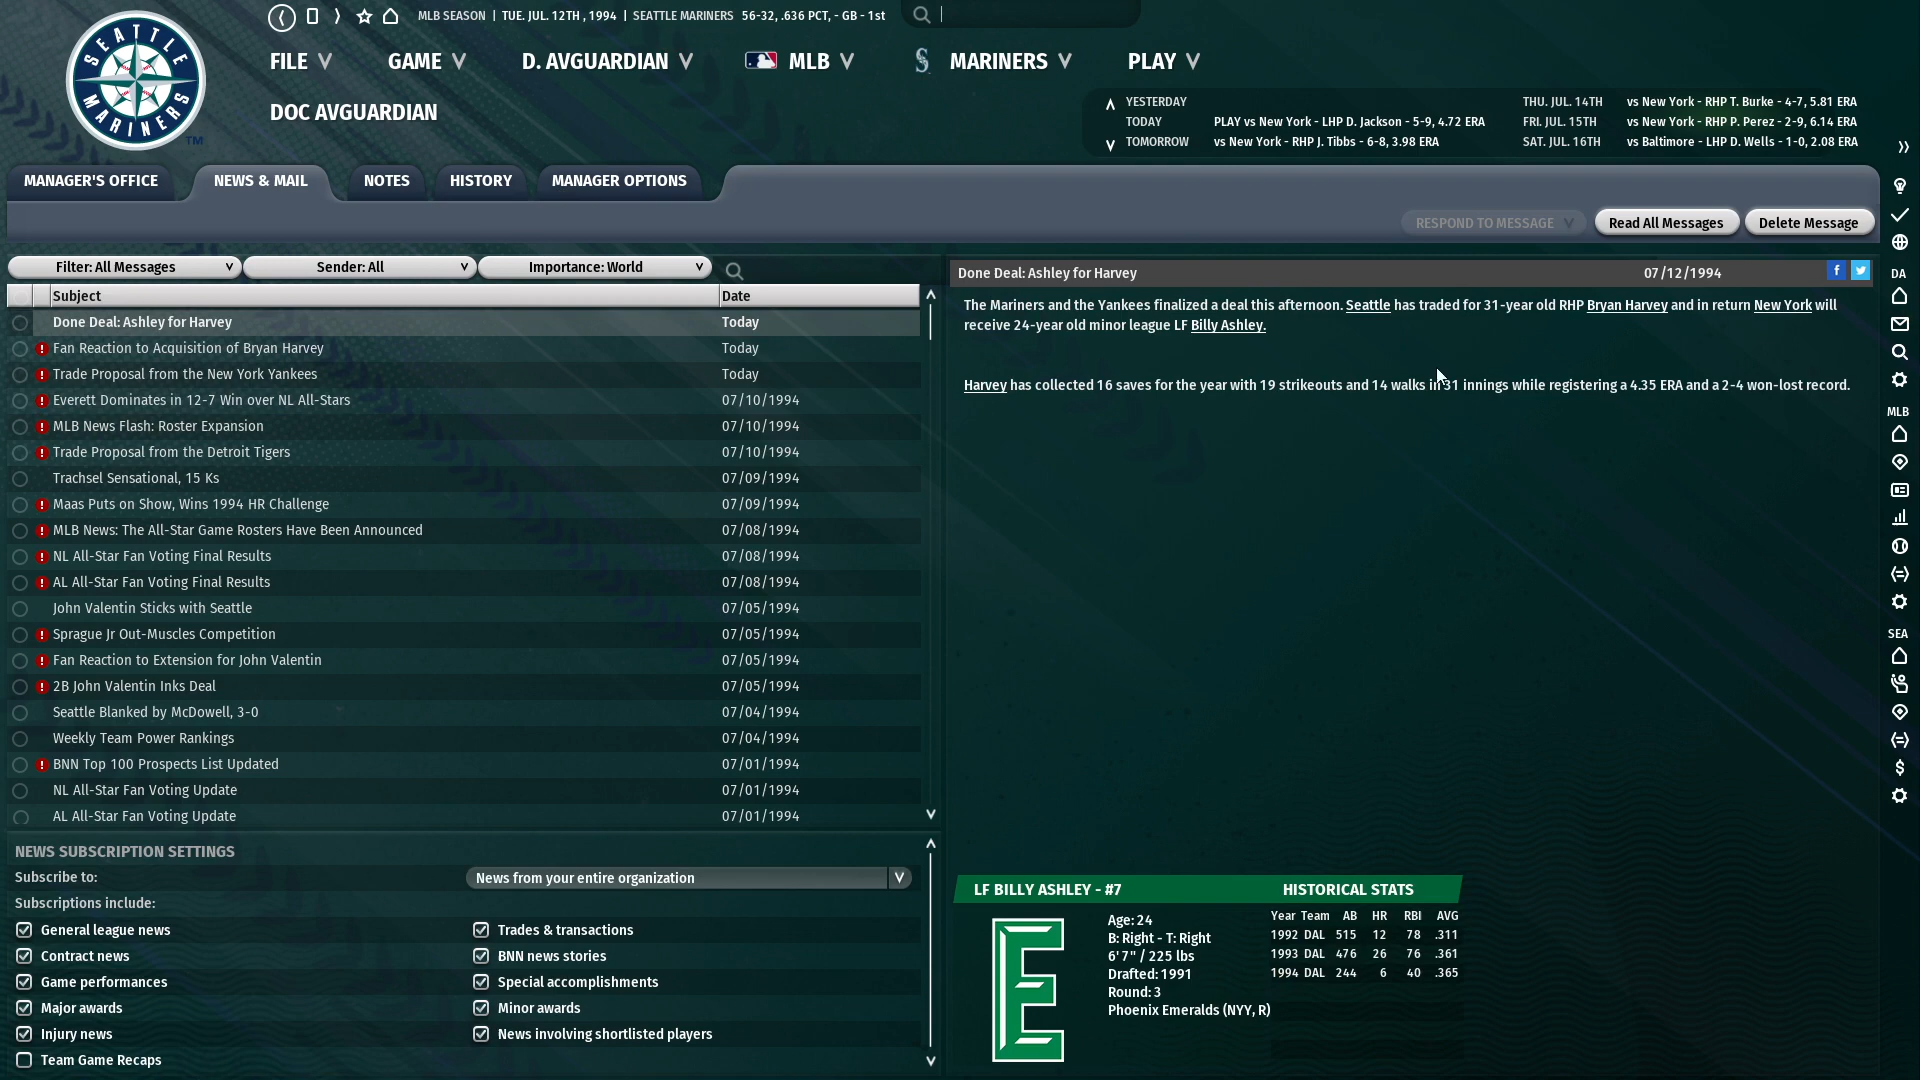 MLB SEASON | TUE. JUL. 12TH , 1994 | SEATTLE MARINERS 56-32, .636 PCT, - GB - 1st
SEATTLE MARINERS TM
FILE GAME D. AVGUARDIAN MLB MARINERS PLAY
DOC AVGUARDIAN
YESTERDAY
TODAY PLAY vs New York - LHP D. Jackson - 5-9, 4.72 ERA
TOMORROW vs New York - RHP J. Tibbs - 6-8, 3.98 ERA
THU. JUL. 14TH vs New York - RHP T. Burke - 4-7, 5.81 ERA
FRI. JUL. 15TH vs New York - RHP P. Perez - 2-9, 6.14 ERA
SAT. JUL. 16TH vs Baltimore - LHP D. Wells - 1-0, 2.08 ERA
MANAGER'S OFFICE NEWS & MAIL NOTES HISTORY MANAGER OPTIONS
RESPOND TO MESSAGE Read All Messages Delete Message
Filter: All Messages Sender: All Importance: World
Subject Date
Done Deal: Ashley for Harvey Today
Fan Reaction to Acquisition of Bryan Harvey Today
Trade Proposal from the New York Yankees Today
Everett Dominates in 12-7 Win over NL All-Stars 07/10/1994
MLB News Flash: Roster Expansion 07/10/1994
Trade Proposal from the Detroit Tigers 07/10/1994
Trachsel Sensational, 15 Ks 07/09/1994
Maas Puts on Show, Wins 1994 HR Challenge 07/09/1994
MLB News: The All-Star Game Rosters Have Been Announced 07/08/1994
NL All-Star Fan Voting Final Results 07/08/1994
AL All-Star Fan Voting Final Results 07/08/1994
John Valentin Sticks with Seattle 07/05/1994
Sprague Jr Out-Muscles Competition 07/05/1994
Fan Reaction to Extension for John Valentin 07/05/1994
2B John Valentin Inks Deal 07/05/1994
Seattle Blanked by McDowell, 3-0 07/04/1994
Weekly Team Power Rankings 07/04/1994
BNN Top 100 Prospects List Updated 07/01/1994
NL All-Star Fan Voting Update 07/01/1994
AL All-Star Fan Voting Update 07/01/1994
NEWS SUBSCRIPTION SETTINGS
Subscribe to: News from your entire organization
Subscriptions include:
General league news Trades & transactions
Contract news BNN news stories
Game performances Special accomplishments
Major awards Minor awards
Injury news News involving shortlisted players
Team Game Recaps
Done Deal: Ashley for Harvey 07/12/1994
The Mariners and the Yankees finalized a deal this afternoon. Seattle has traded for 31-year old RHP Bryan Harvey and in return New York will
receive 24-year old minor league LF Billy Ashley.
Harvey has collected 16 saves for the year with 19 strikeouts and 14 walks in 31 innings while registering a 4.35 ERA and a 2-4 won-lost record.
LF BILLY ASHLEY - #7 HISTORICAL STATS
E
Age: 24
B: Right - T: Right
6' 7" / 225 lbs
Drafted: 1991
Round: 3
Phoenix Emeralds (NYY, R)
Year Team AB HR RBI AVG
1992 DAL 515 12 78 .311
1993 DAL 476 26 76 .361
1994 DAL 244 6 40 .365
DA
MLB
SEA